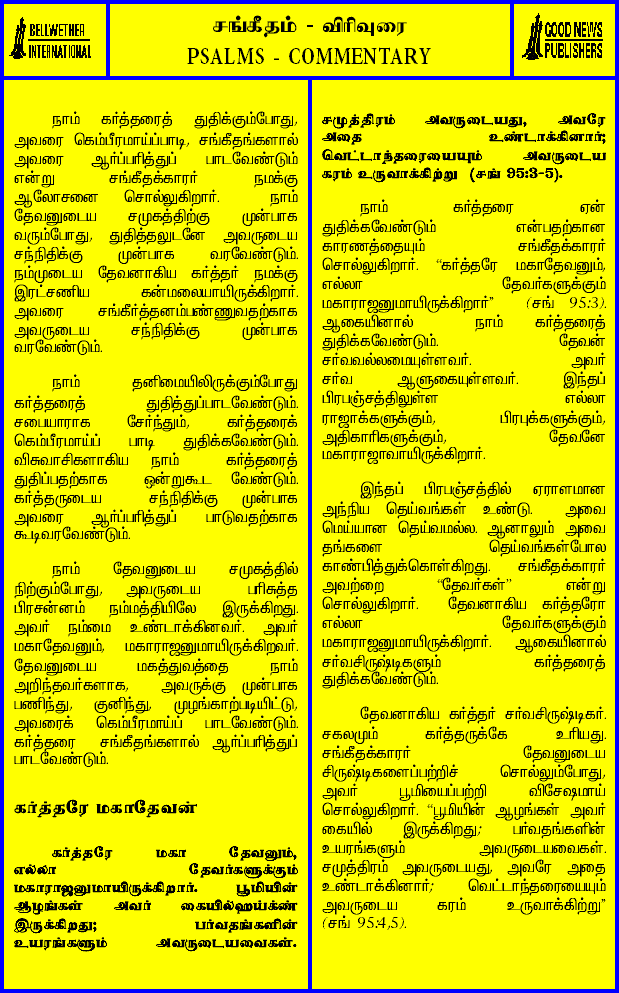 BELLWETHER
INTERNATIONAL
சங்கீதம் - விரிவுரை
PSALMS - COMMENTARY
GOOD NEWS
PUBLISHERS
நாம் கர்த்தரைத் துதிக்கும்போது,
அவரை கெம்பீரமாய்ப்பாடி, சங்கீதங்களால்
அவரை ஆர்ப்பரித்துப் பாடவேண்டும்
என்று சங்கீதக்காரர் நமக்கு
ஆலோசனை சொல்லுகிறார். நாம்
தேவனுடைய சமுகத்திற்கு முன்பாக
வரும்போது, துதித்தலுடனே அவருடைய
சந்நிதிக்கு முன்பாக வரவேண்டும்.
நம்முடைய தேவனாகிய கர்த்தர் நமக்கு
இரட்சணிய கன்மலையாயிருக்கிறார்.
அவரை சங்கீர்த்தனம்பண்ணுவதற்காக
அவருடைய சந்நிதிக்கு முன்பாக
வரவேண்டும்.
நாம் தனிமையிலிருக்கும்போது
கர்த்தரைத் துதித்துப்பாடவேண்டும்.
சபையாராக சேர்ந்தும், கர்த்தரைக்
கெம்பீரமாய்ப் பாடி துதிக்கவேண்டும்.
விசுவாசிகளாகிய நாம் கர்த்தரைத்
துதிப்பதற்காக ஒன்றுகூட வேண்டும்.
கர்த்தருடைய சந்நிதிக்கு முன்பாக
அவரை ஆர்ப்பரித்துப் பாடுவதற்காக
கூடிவரவேண்டும்.
நாம் தேவனுடைய சமுகத்தில்
நிற்கும்போது, அவருடைய பரிசுத்த
பிரசன்னம் நம்மத்தியிலே இருக்கிறது.
அவர் நம்மை உண்டாக்கினவர். அவர்
மகாதேவனும், மகாராஜனுமாயிருக்கிறவர்.
தேவனுடைய மகத்துவத்தை நாம்
அறிந்தவர்களாக, அவருக்கு முன்பாக
பணிந்து, குனிந்து, முழங்காற்படியிட்டு,
அவரைக் கெம்பீரமாய்ப் பாடவேண்டும்.
கர்த்தரை சங்கீதங்களால் ஆர்ப்பரித்துப்
பாடவேண்டும்.
கர்த்தரே மகாதேவன்
கர்த்தரே மகா தேவனும்,
எல்லா தேவர்களுக்கும்
மகாராஜனுமாயிருக்கிறார். பூமியின்
ஆழங்கள் அவர் கையில்ஹய்க்ண்
இருக்கிறது; பர்வதங்களின்
உயரங்களும் அவருடையவைகள்.
சமுத்திரம் அவருடையது, அவரே
அதை உண்டாக்கினார்;
வெட்டாந்தரையையும் அவருடைய
கரம் உருவாக்கிற்று (சங் 95:3-5).
நாம் கர்த்தரை ஏன்
துதிக்கவேண்டும் என்பதற்கான
காரணத்தையும் சங்கீதக்காரர்
சொல்லுகிறார். “கர்த்தரே மகாதேவனும்,
எல்லா தேவர்களுக்கும்
மகாராஜனுமாயிருக்கிறார்” (சங் 95:3).
ஆகையினால் நாம் கர்த்தரைத்
துதிக்கவேண்டும். தேவன்
சர்வவல்லமையுள்ளவர். அவர்
சர்வ ஆளுகையுள்ளவர். இந்தப்
பிரபஞ்சத்திலுள்ள எல்லா
ராஜாக்களுக்கும், பிரபுக்களுக்கும்,
அதிகாரிகளுக்கும், தேவனே
மகாராஜாவாயிருக்கிறார்.
இந்தப் பிரபஞ்சத்தில் ஏராளமான
அந்நிய தெய்வங்கள் உண்டு. அவை
மெய்யான தெய்வமல்ல. ஆனாலும் அவை
தங்களை தெய்வங்கள்போல
காண்பித்துக்கொள்கிறது. சங்கீதக்காரர்
அவற்றை “தேவர்கள்” என்று
சொல்லுகிறார். தேவனாகிய கர்த்தரோ
எல்லா தேவர்களுக்கும்
மகாராஜனுமாயிருக்கிறார். ஆகையினால்
சர்வசிருஷ்டிகளும் கர்த்தரைத்
துதிக்கவேண்டும்.
தேவனாகிய கர்த்தர் சர்வசிருஷ்டிகர்.
சகலமும் கர்த்தருக்கே உரியது.
சங்கீதக்காரர் தேவனுடைய
சிருஷ்டிகளைப்பற்றிச் சொல்லும்போது,
அவர் பூமியைப்பற்றி விசேஷமாய்
சொல்லுகிறார். “பூமியின் ஆழங்கள் அவர்
கையில் இருக்கிறது; பர்வதங்களின்
உயரங்களும் அவருடையவைகள்.
சமுத்திரம் அவருடையது, அவரே அதை
உண்டாக்கினார்; வெட்டாந்தரையையும்
அவருடைய கரம் உருவாக்கிற்று”
(சங் 95:4,5).